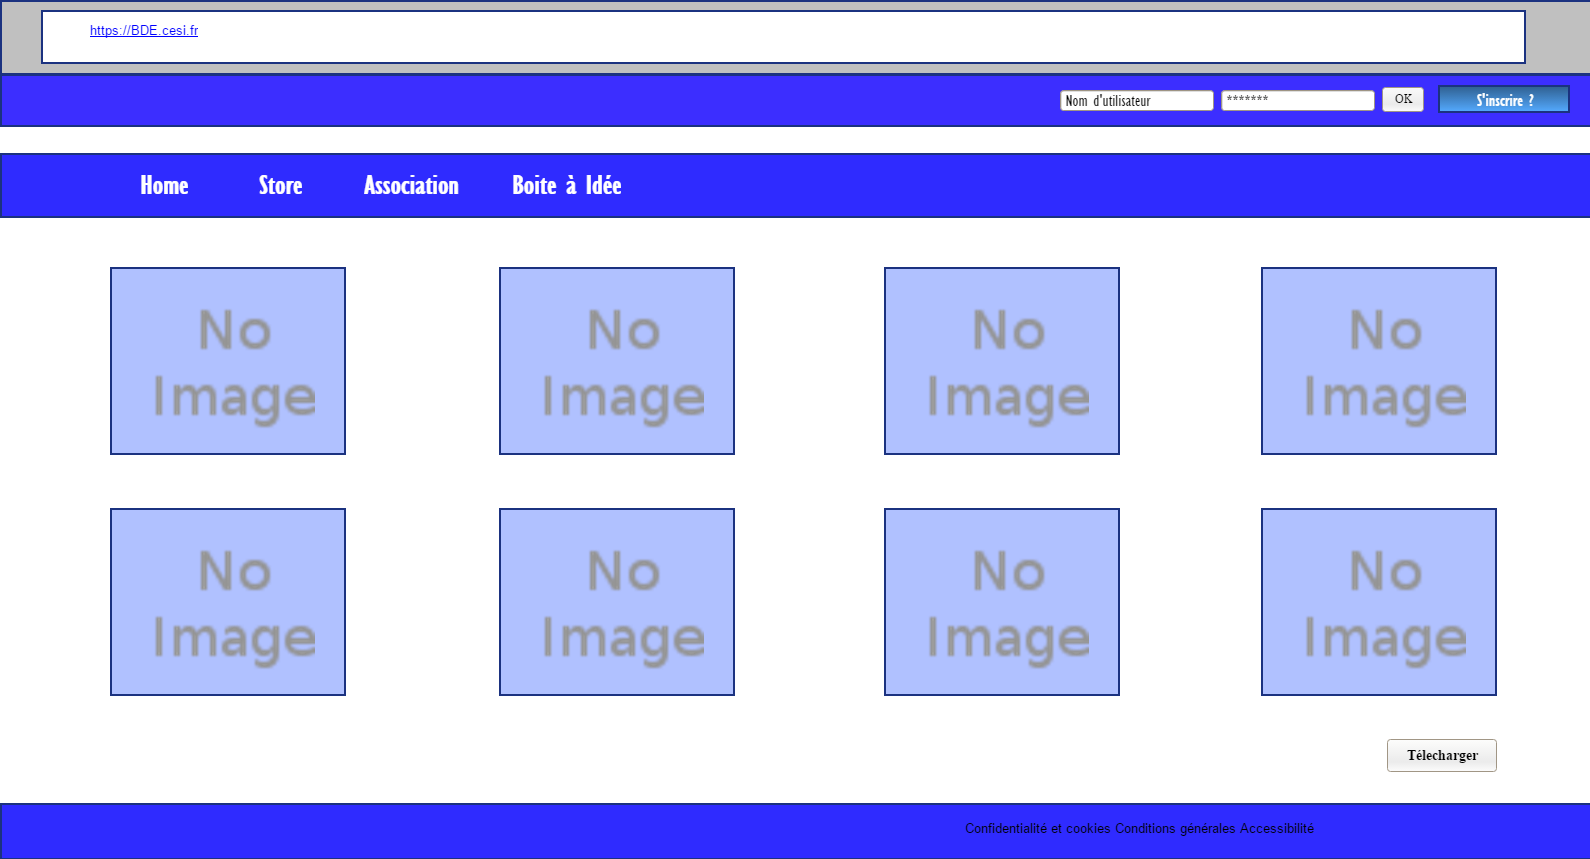 https://BDE.cesi.fr
Nom d'utilisateur ******* OK S'inscrire ?
Home Store Association Boite à Idée
No Image No Image No Image No Image
No Image No Image No Image No Image
Télecharger
Confidentialité et cookies Conditions générales Accessibilité